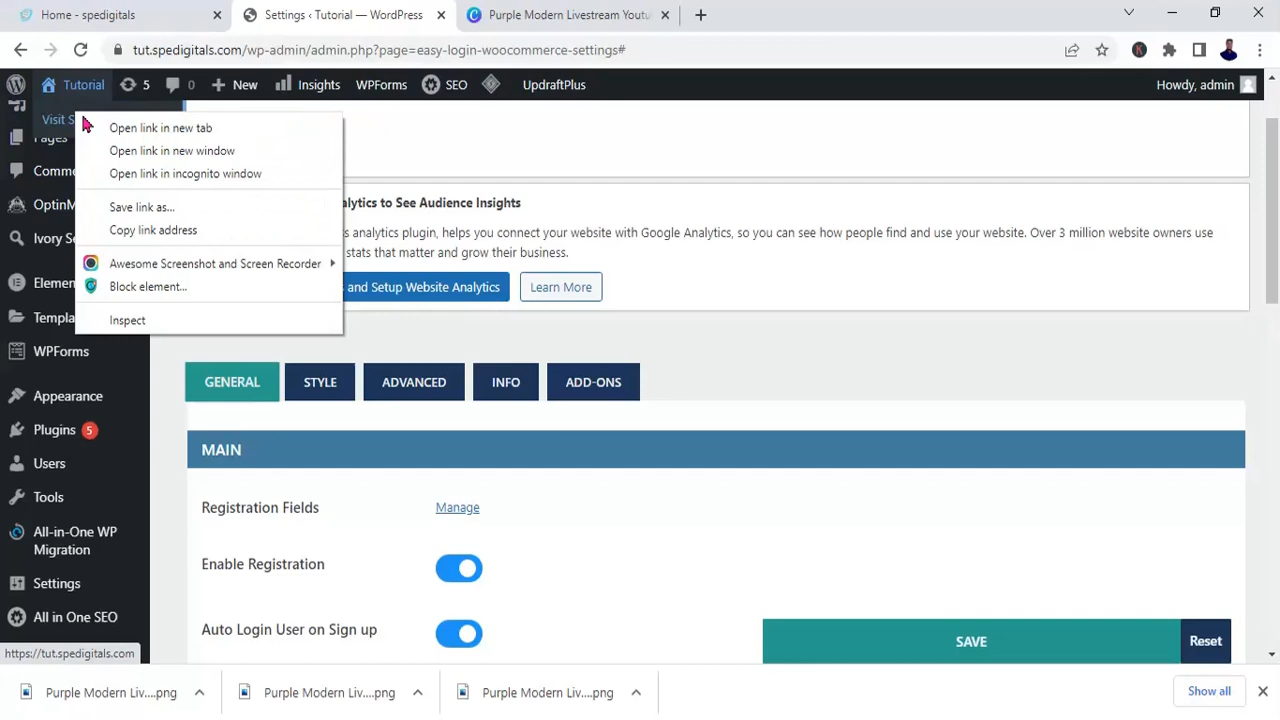 Home - spedigitals
Settings ‹ Tutorial — WordPress
Purple Modern Livestream Youtu
tut.spedigitals.com/wp-admin/admin.php?page=easy-login-woocommerce-settings#
Tutorial
5
0
New
Insights
WPForms
SEO
UpdraftPlus
Howdy, admin
Visit S
Pages
Comme
OptinM
Ivory Se
Elemen
Templa
WPForms
Appearance
Plugins 5
Users
Tools
All-in-One WP
Migration
Settings
All in One SEO
https://tut.spedigitals.com
Open link in new tab
Open link in new window
Open link in incognito window
Save link as...
Copy link address
Awesome Screenshot and Screen Recorder
Block element...
Inspect
alytics to See Audience Insights
s analytics plugin, helps you connect your website with Google Analytics, so you can see how people find and use your website. Over 3 million website owners use
stats that matter and grow their business.
and Setup Website Analytics
Learn More
GENERAL
STYLE
ADVANCED
INFO
ADD-ONS
MAIN
Registration Fields
Manage
Enable Registration
Auto Login User on Sign up
SAVE
Reset
Purple Modern Liv....png
Purple Modern Liv....png
Purple Modern Liv....png
Show all